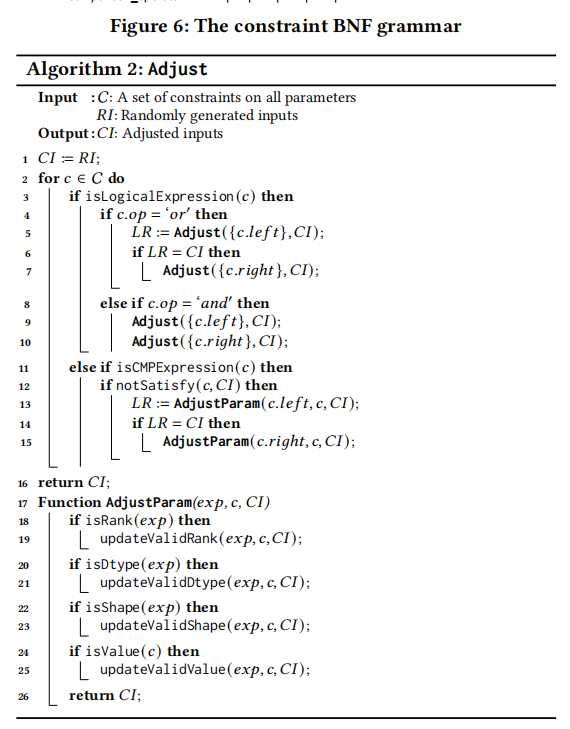 Figure 6: The constraint BNF grammar
Algorithm 2: Adjust
Input : C: A set of constraints on all parameters
RI: Randomly generated inputs
Output: CI: Adjusted inputs
1 CI := RI;
2 for c ∈ C do
3 if isLogicalExpression(c) then
4 if c.op = ‘or’ then
5 LR := Adjust({c.left}, CI);
6 if LR = CI then
7 Adjust({c.right}, CI);
8 else if c.op = ‘and’ then
9 Adjust({c.left}, CI);
10 Adjust({c.right}, CI);
11 else if isCMPExpression(c) then
12 if notSatisfy(c, CI) then
13 LR := AdjustParam(c.left, c, CI);
14 if LR = CI then
15 AdjustParam(c.right, c, CI);
16 return CI;
17 Function AdjustParam(exp, c, CI)
18 if isRank(exp) then
19 updateValidRank(exp, c, CI);
20 if isDtype(exp) then
21 updateValidDtype(exp, c, CI);
22 if isShape(exp) then
23 updateValidShape(exp, c, CI);
24 if isValue(c) then
25 updateValidValue(exp, c, CI);
26 return CI;